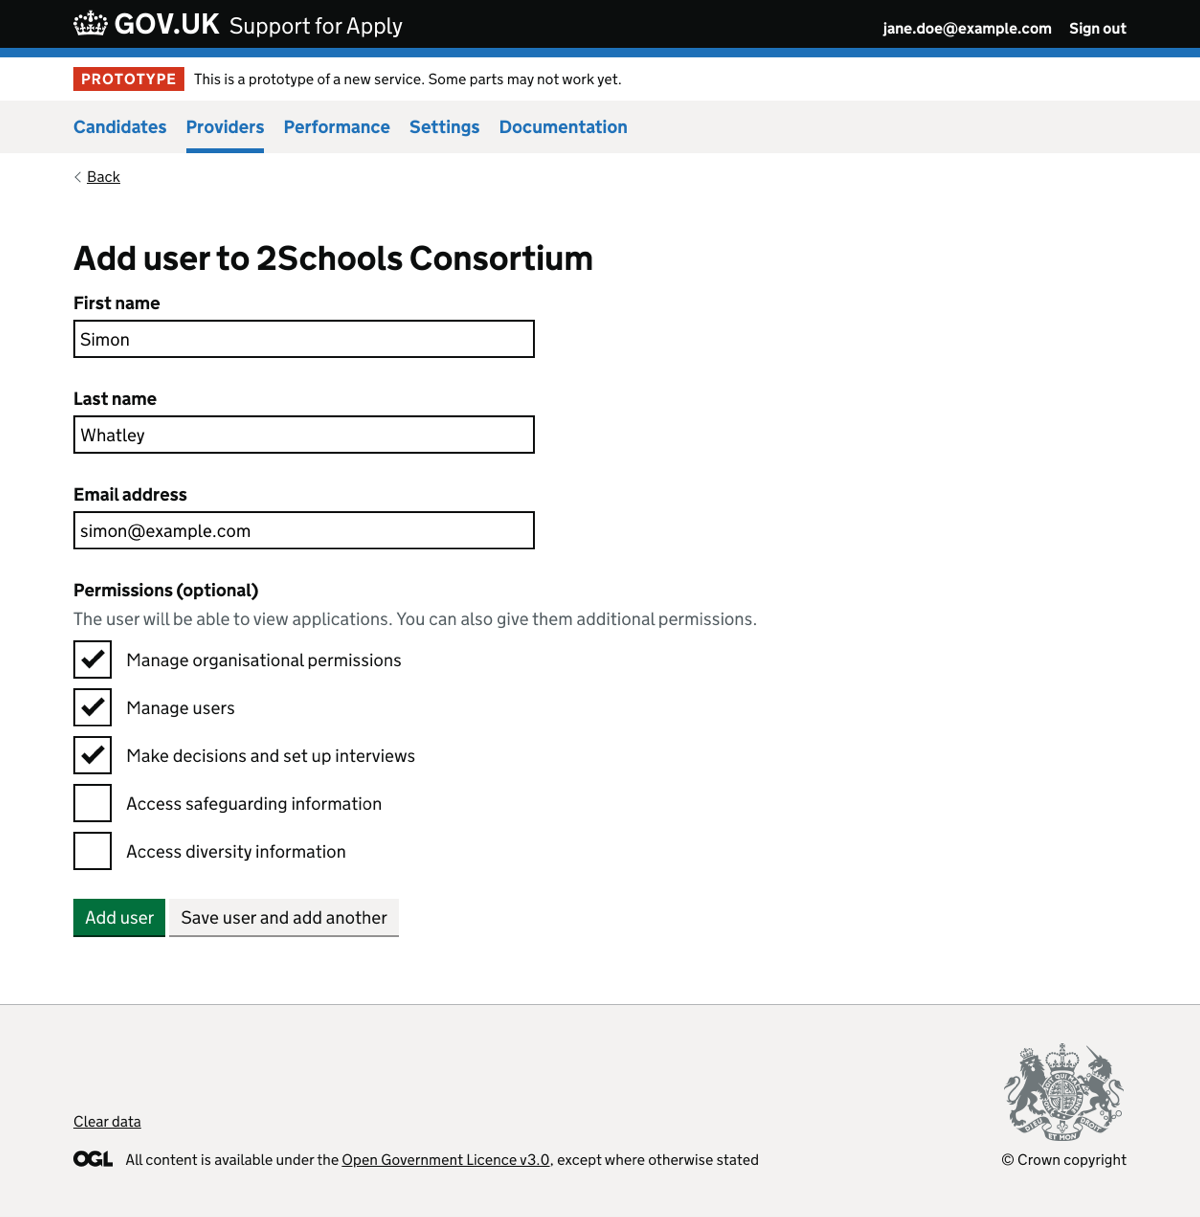 GOV.UK Support for Apply
jane.doe@example.com Sign out
PROTOTYPE This is a prototype of a new service. Some parts may not work yet.
Candidates Providers Performance Settings Documentation
Back
Add user to 2Schools Consortium
First name
Simon
Last name
Whatley
Email address
simon@example.com
Permissions (optional)
The user will be able to view applications. You can also give them additional permissions.
Manage organisational permissions
Manage users
Make decisions and set up interviews
Access safeguarding information
Access diversity information
Add user Save user and add another
Clear data
OGL All content is available under the Open Government Licence v3.0, except where otherwise stated
DIEU ET MON DROIT
© Crown copyright